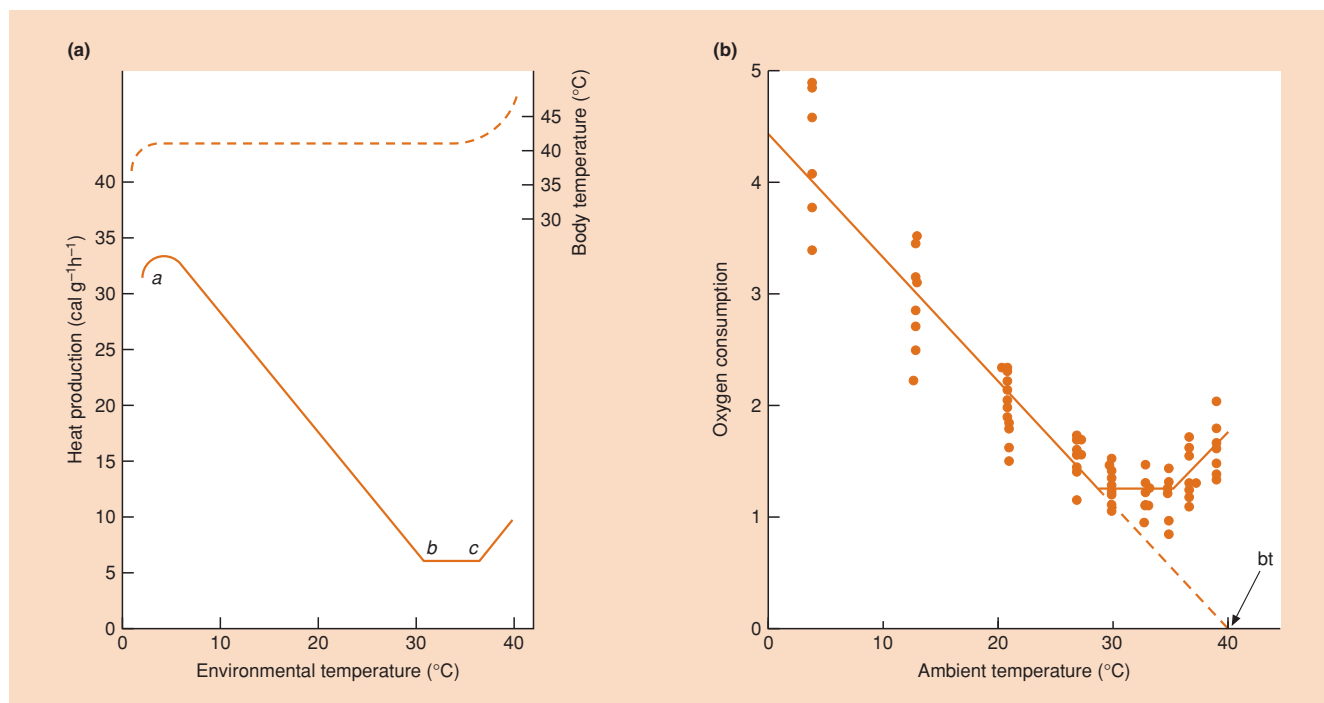 (a)
45
40
35
30
Body temperature (°C)
40
35
30
25
20
15
10
5
0
Heat production (cal g–1h–1)
a
b
c
0 10 20 30 40
Environmental temperature (°C)
(b)
5
4
3
2
1
0
Oxygen consumption
bt
0 10 20 30 40
Ambient temperature (°C)